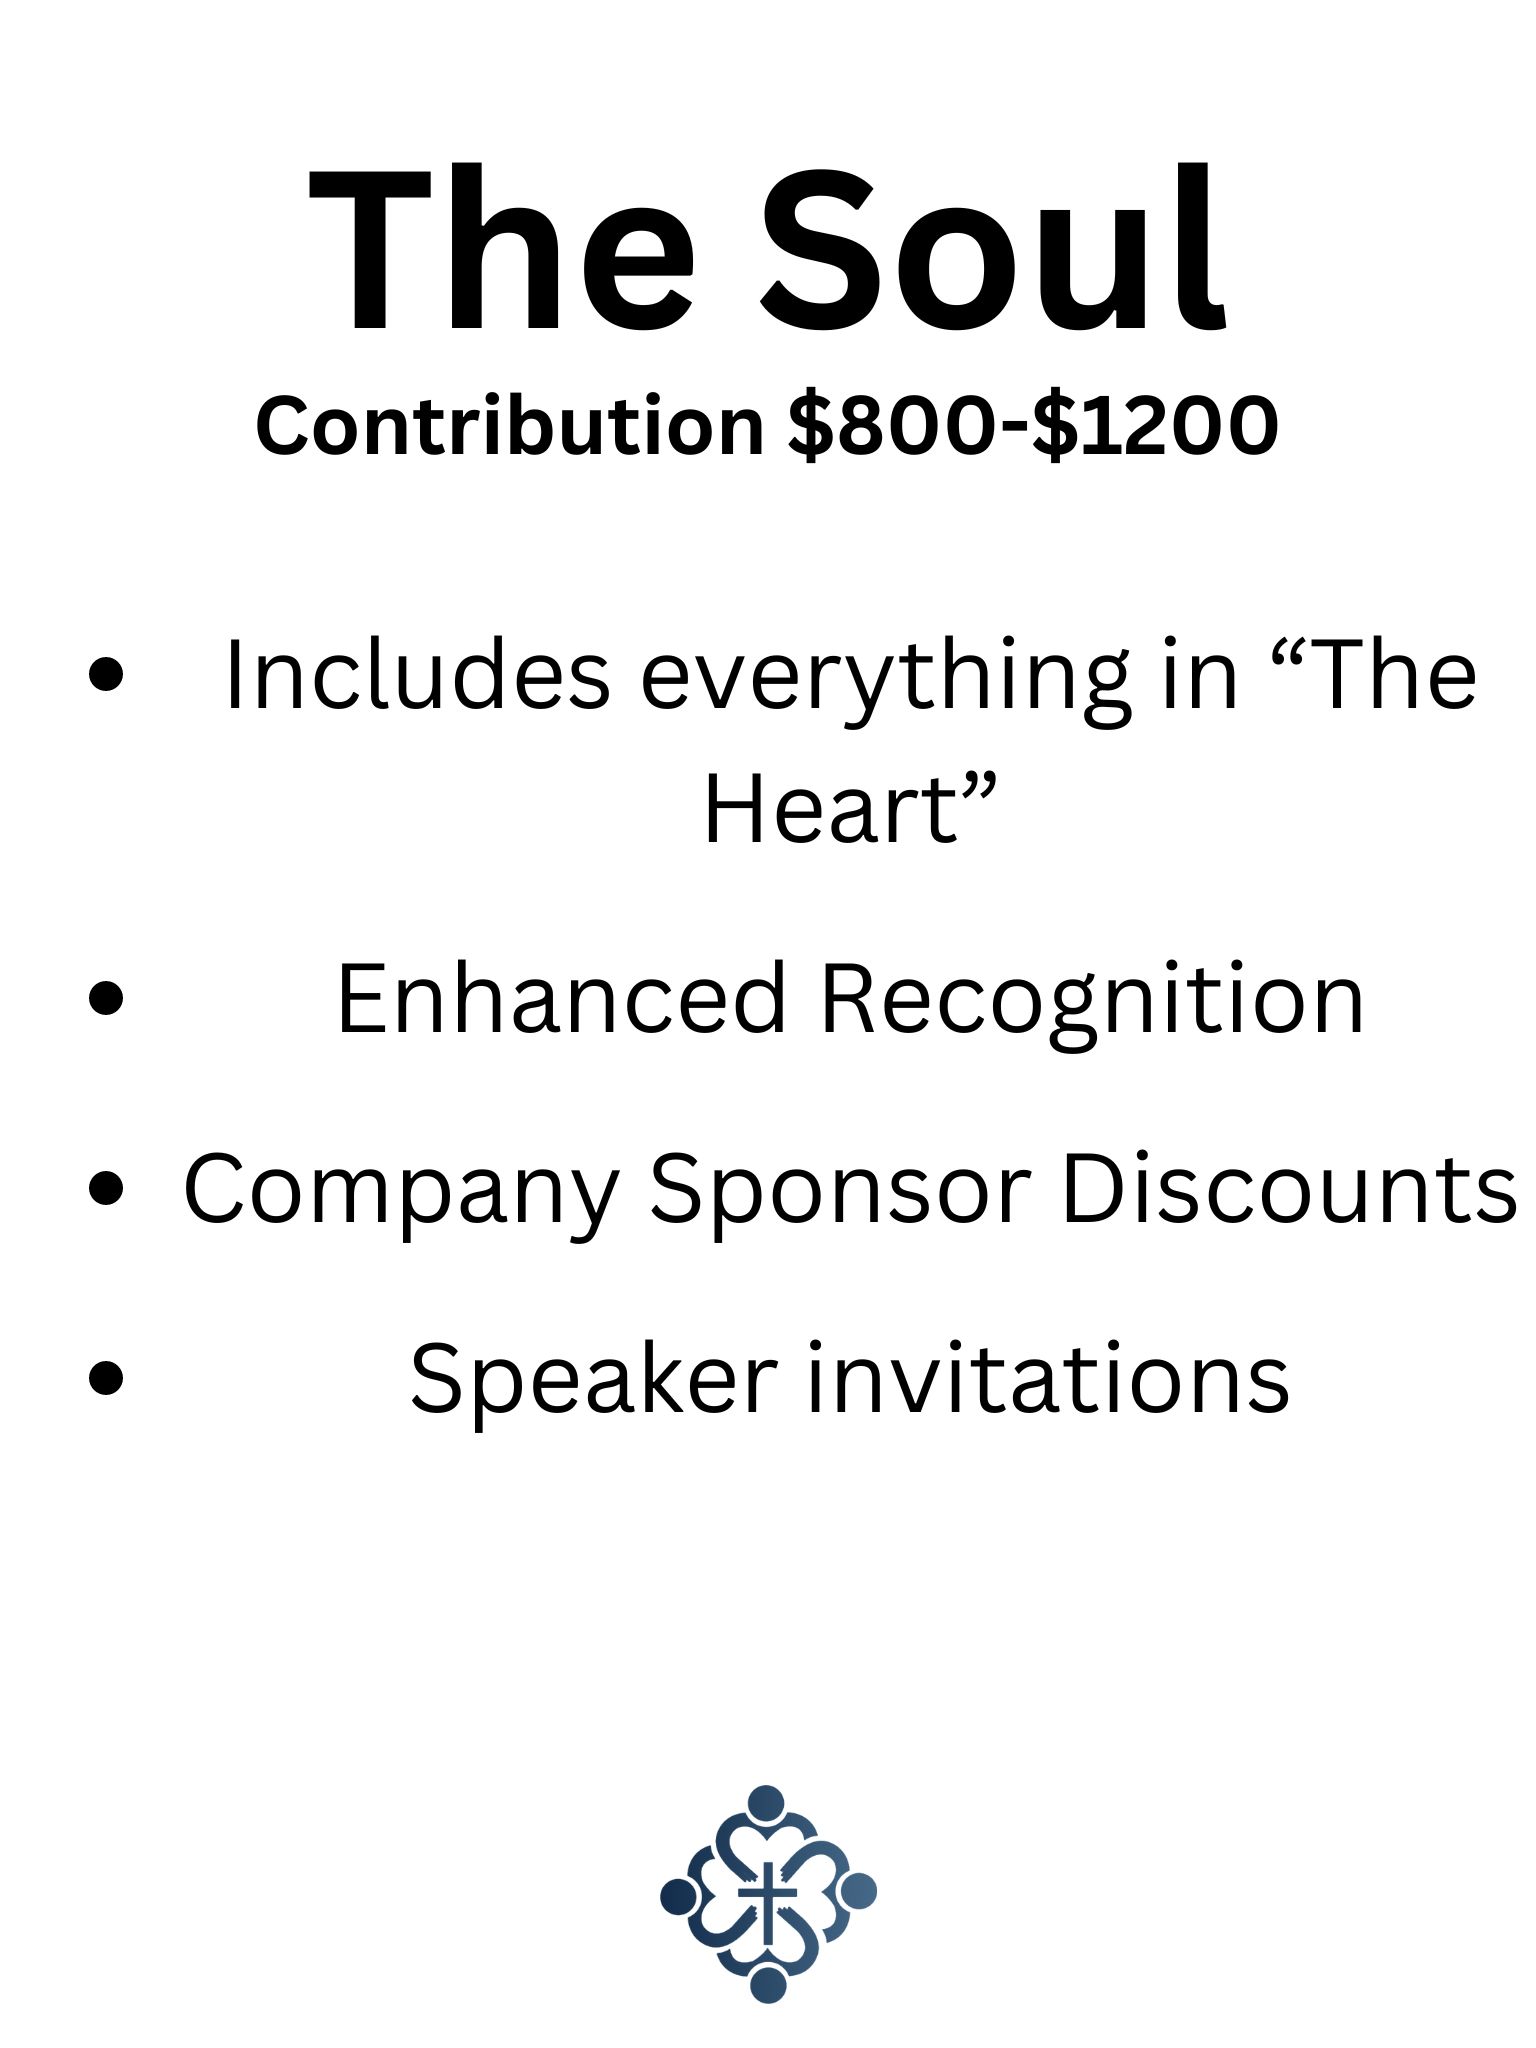 The Soul
Contribution $800-$1200
• Includes everything in “The
Heart”
• Enhanced Recognition
• Company Sponsor Discounts
• Speaker invitations